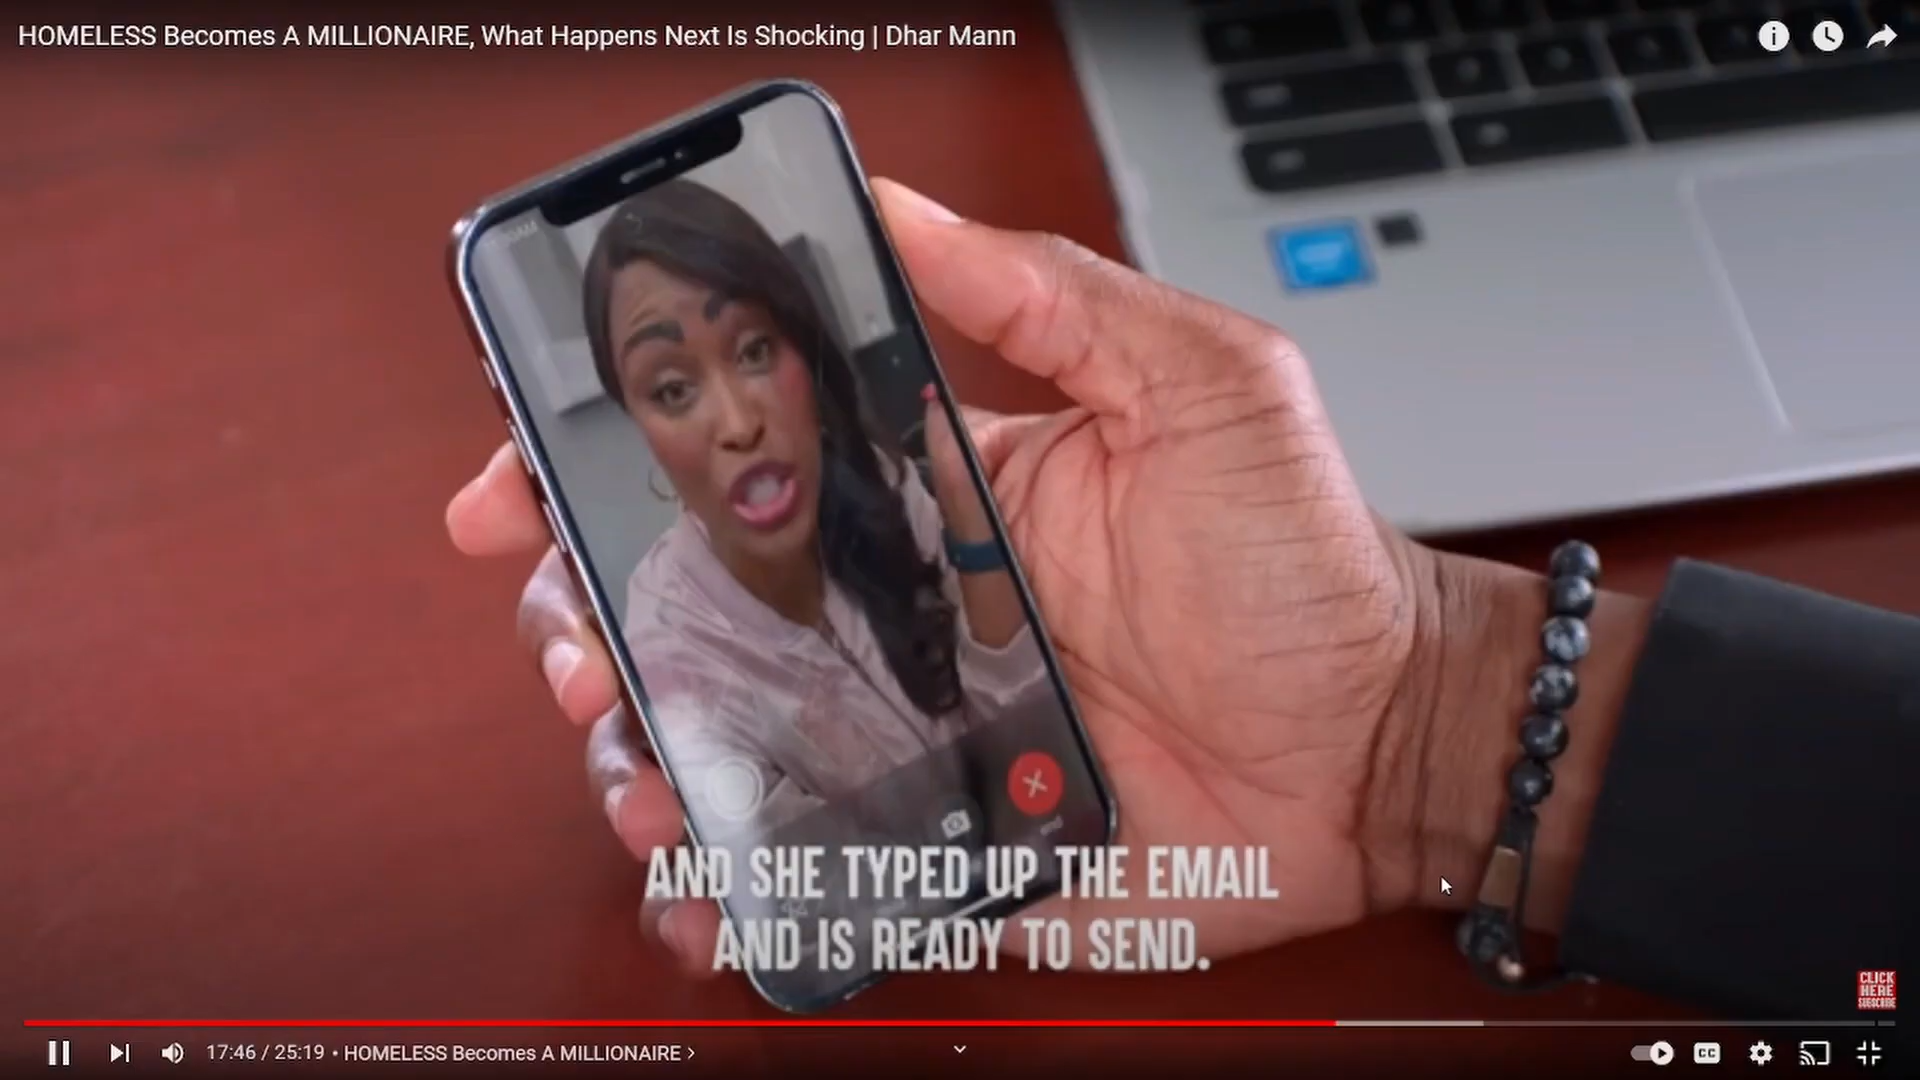 HOMELESS Becomes A MILLIONAIRE, What Happens Next Is Shocking | Dhar Mann
AND SHE TYPED UP THE EMAIL
AND IS READY TO SEND.
CLICK
HERE
SUBSCRIBE
17:46 / 25:19 • HOMELESS Becomes A MILLIONAIRE >
CC